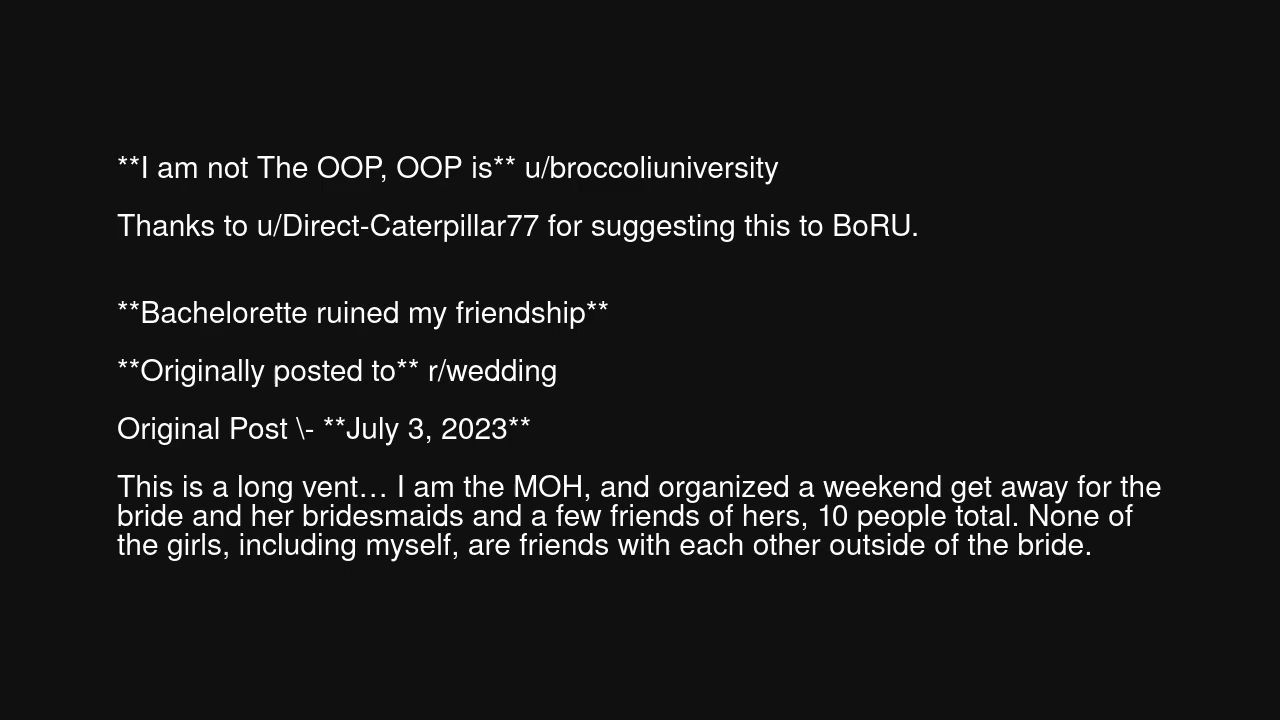 **I am not The OOP, OOP is** u/broccoliuniversity
Thanks to u/Direct-Caterpillar77 for suggesting this to BoRU.
**Bachelorette ruined my friendship**
**Originally posted to** r/wedding
Original Post \- **July 3, 2023**
This is a long vent… I am the MOH, and organized a weekend get away for the
bride and her bridesmaids and a few friends of hers, 10 people total. None of
the girls, including myself, are friends with each other outside of the bride.